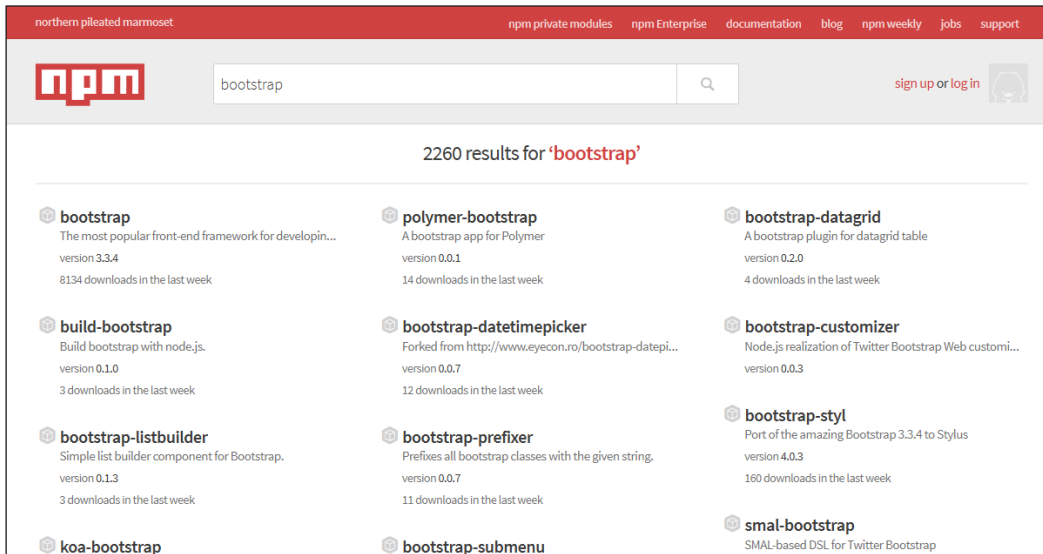 northern pileated marmoset
npm private modules npm Enterprise documentation blog npm weekly jobs support
npm
bootstrap
sign up or log in
2260 results for ‘bootstrap’
bootstrap
The most popular front-end framework for developin...
version 3.3.4
8134 downloads in the last week
polymer-bootstrap
A bootstrap app for Polymer
version 0.0.1
14 downloads in the last week
bootstrap-datagrid
A bootstrap plugin for datagrid table
version 0.2.0
4 downloads in the last week
build-bootstrap
Build bootstrap with node.js.
version 0.1.0
3 downloads in the last week
bootstrap-datetimepicker
Forked from http://www.eyecon.ro/bootstrap-datepi...
version 0.0.7
12 downloads in the last week
bootstrap-customizer
Node.js realization of Twitter Bootstrap Web customi...
version 0.0.3
bootstrap-listbuilder
Simple list builder component for Bootstrap.
version 0.1.3
3 downloads in the last week
bootstrap-prefixer
Prefixes all bootstrap classes with the given string.
version 0.0.7
11 downloads in the last week
bootstrap-styl
Port of the amazing Bootstrap 3.3.4 to Stylus
version 4.0.3
160 downloads in the last week
koa-bootstrap
bootstrap-submenu
smal-bootstrap
SMAL-based DSL for Twitter Bootstrap